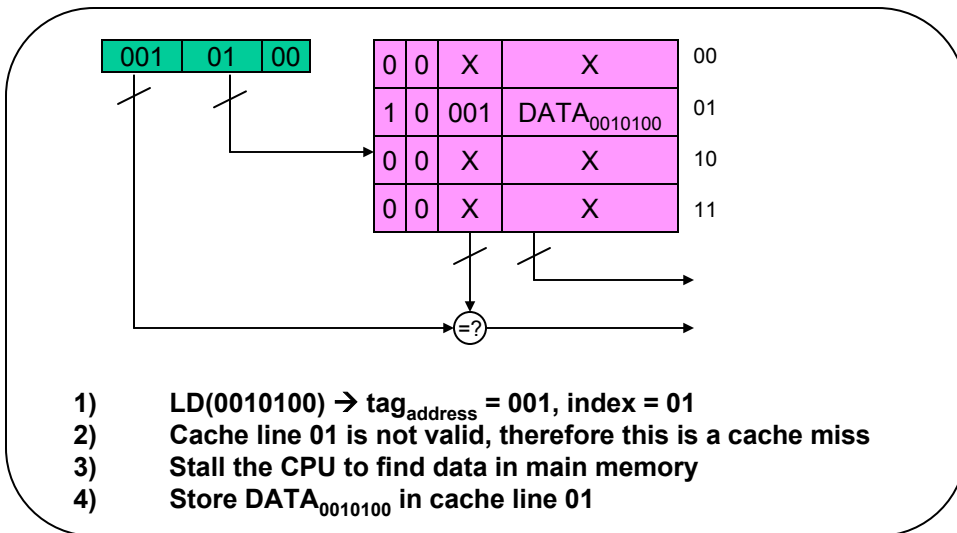 001 01 00
0 0 X X 00
1 0 001 DATA0010100 01
0 0 X X 10
0 0 X X 11
=?
1) LD(0010100) → tagaddress = 001, index = 01
2) Cache line 01 is not valid, therefore this is a cache miss
3) Stall the CPU to find data in main memory
4) Store DATA0010100 in cache line 01